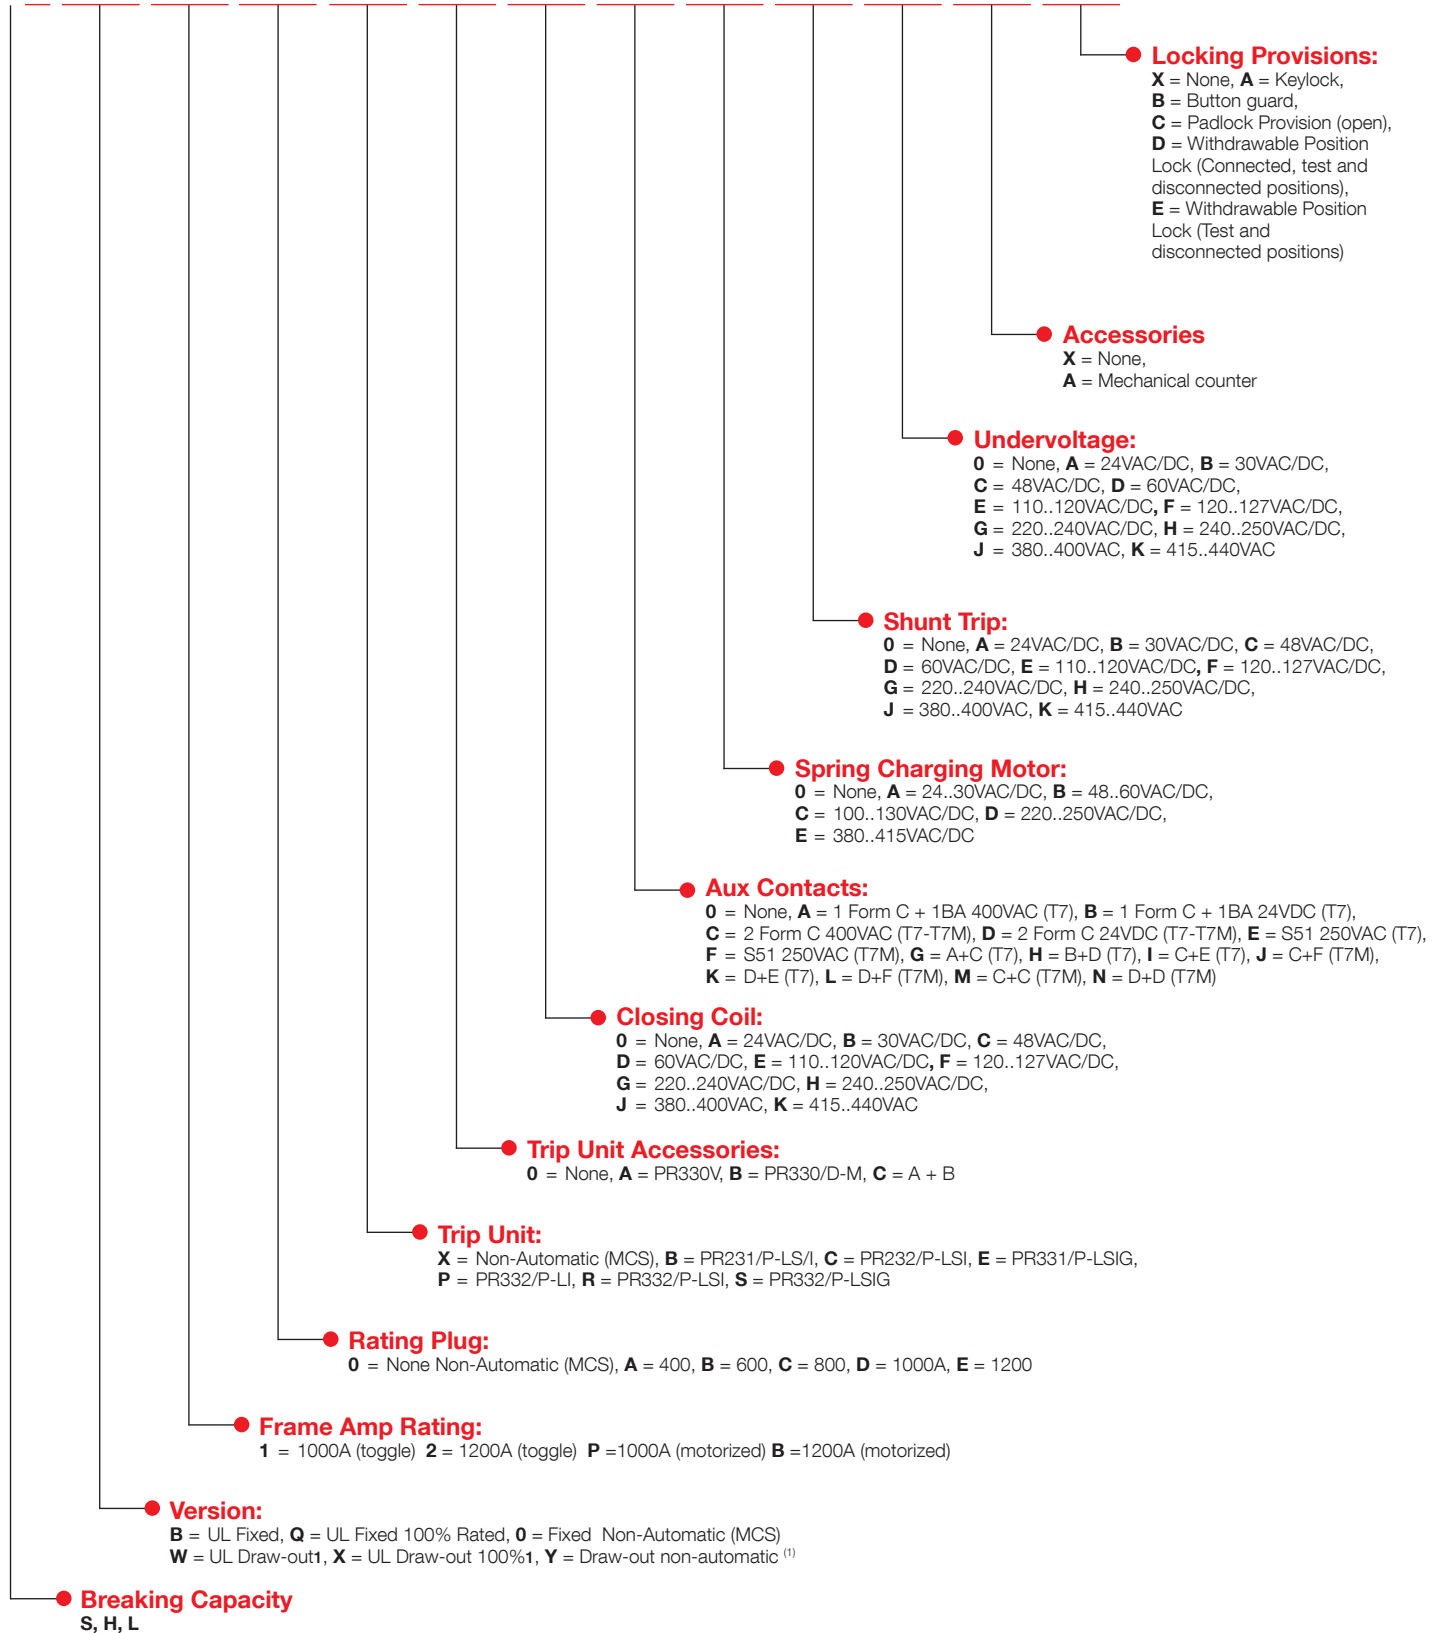 Locking Provisions:
X = None, A = Keylock,
B = Button guard,
C = Padlock Provision (open),
D = Withdrawable Position
Lock (Connected, test and
disconnected positions),
E = Withdrawable Position
Lock (Test and
disconnected positions)
Accessories
X = None,
A = Mechanical counter
Undervoltage:
0 = None, A = 24VAC/DC, B = 30VAC/DC,
C = 48VAC/DC, D = 60VAC/DC,
E = 110..120VAC/DC, F = 120..127VAC/DC,
G = 220..240VAC/DC, H = 240..250VAC/DC,
J = 380..400VAC, K = 415..440VAC
Shunt Trip:
0 = None, A = 24VAC/DC, B = 30VAC/DC, C = 48VAC/DC,
D = 60VAC/DC, E = 110..120VAC/DC, F = 120..127VAC/DC,
G = 220..240VAC/DC, H = 240..250VAC/DC,
J = 380..400VAC, K = 415..440VAC
Spring Charging Motor:
0 = None, A = 24..30VAC/DC, B = 48..60VAC/DC,
C = 100..130VAC/DC, D = 220..250VAC/DC,
E = 380..415VAC/DC
Aux Contacts:
0 = None, A = 1 Form C + 1BA 400VAC (T7), B = 1 Form C + 1BA 24VDC (T7),
C = 2 Form C 400VAC (T7-T7M), D = 2 Form C 24VDC (T7-T7M), E = S51 250VAC (T7),
F = S51 250VAC (T7M), G = A+C (T7), H = B+D (T7), I = C+E (T7), J = C+F (T7M),
K = D+E (T7), L = D+F (T7M), M = C+C (T7M), N = D+D (T7M)
Closing Coil:
0 = None, A = 24VAC/DC, B = 30VAC/DC, C = 48VAC/DC,
D = 60VAC/DC, E = 110..120VAC/DC, F = 120..127VAC/DC,
G = 220..240VAC/DC, H = 240..250VAC/DC,
J = 380..400VAC, K = 415..440VAC
Trip Unit Accessories:
0 = None, A = PR330V, B = PR330/D-M, C = A + B
Trip Unit:
X = Non-Automatic (MCS), B = PR231/P-LS/I, C = PR232/P-LSI, E = PR331/P-LSIG,
P = PR332/P-LI, R = PR332/P-LSI, S = PR332/P-LSIG
Rating Plug:
0 = None Non-Automatic (MCS), A = 400, B = 600, C = 800, D = 1000A, E = 1200
Frame Amp Rating:
1 = 1000A (toggle) 2 = 1200A (toggle) P =1000A (motorized) B =1200A (motorized)
Version:
B = UL Fixed, Q = UL Fixed 100% Rated, 0 = Fixed Non-Automatic (MCS)
W = UL Draw-out1, X = UL Draw-out 100%1, Y = Draw-out non-automatic (1)
Breaking Capacity
S, H, L